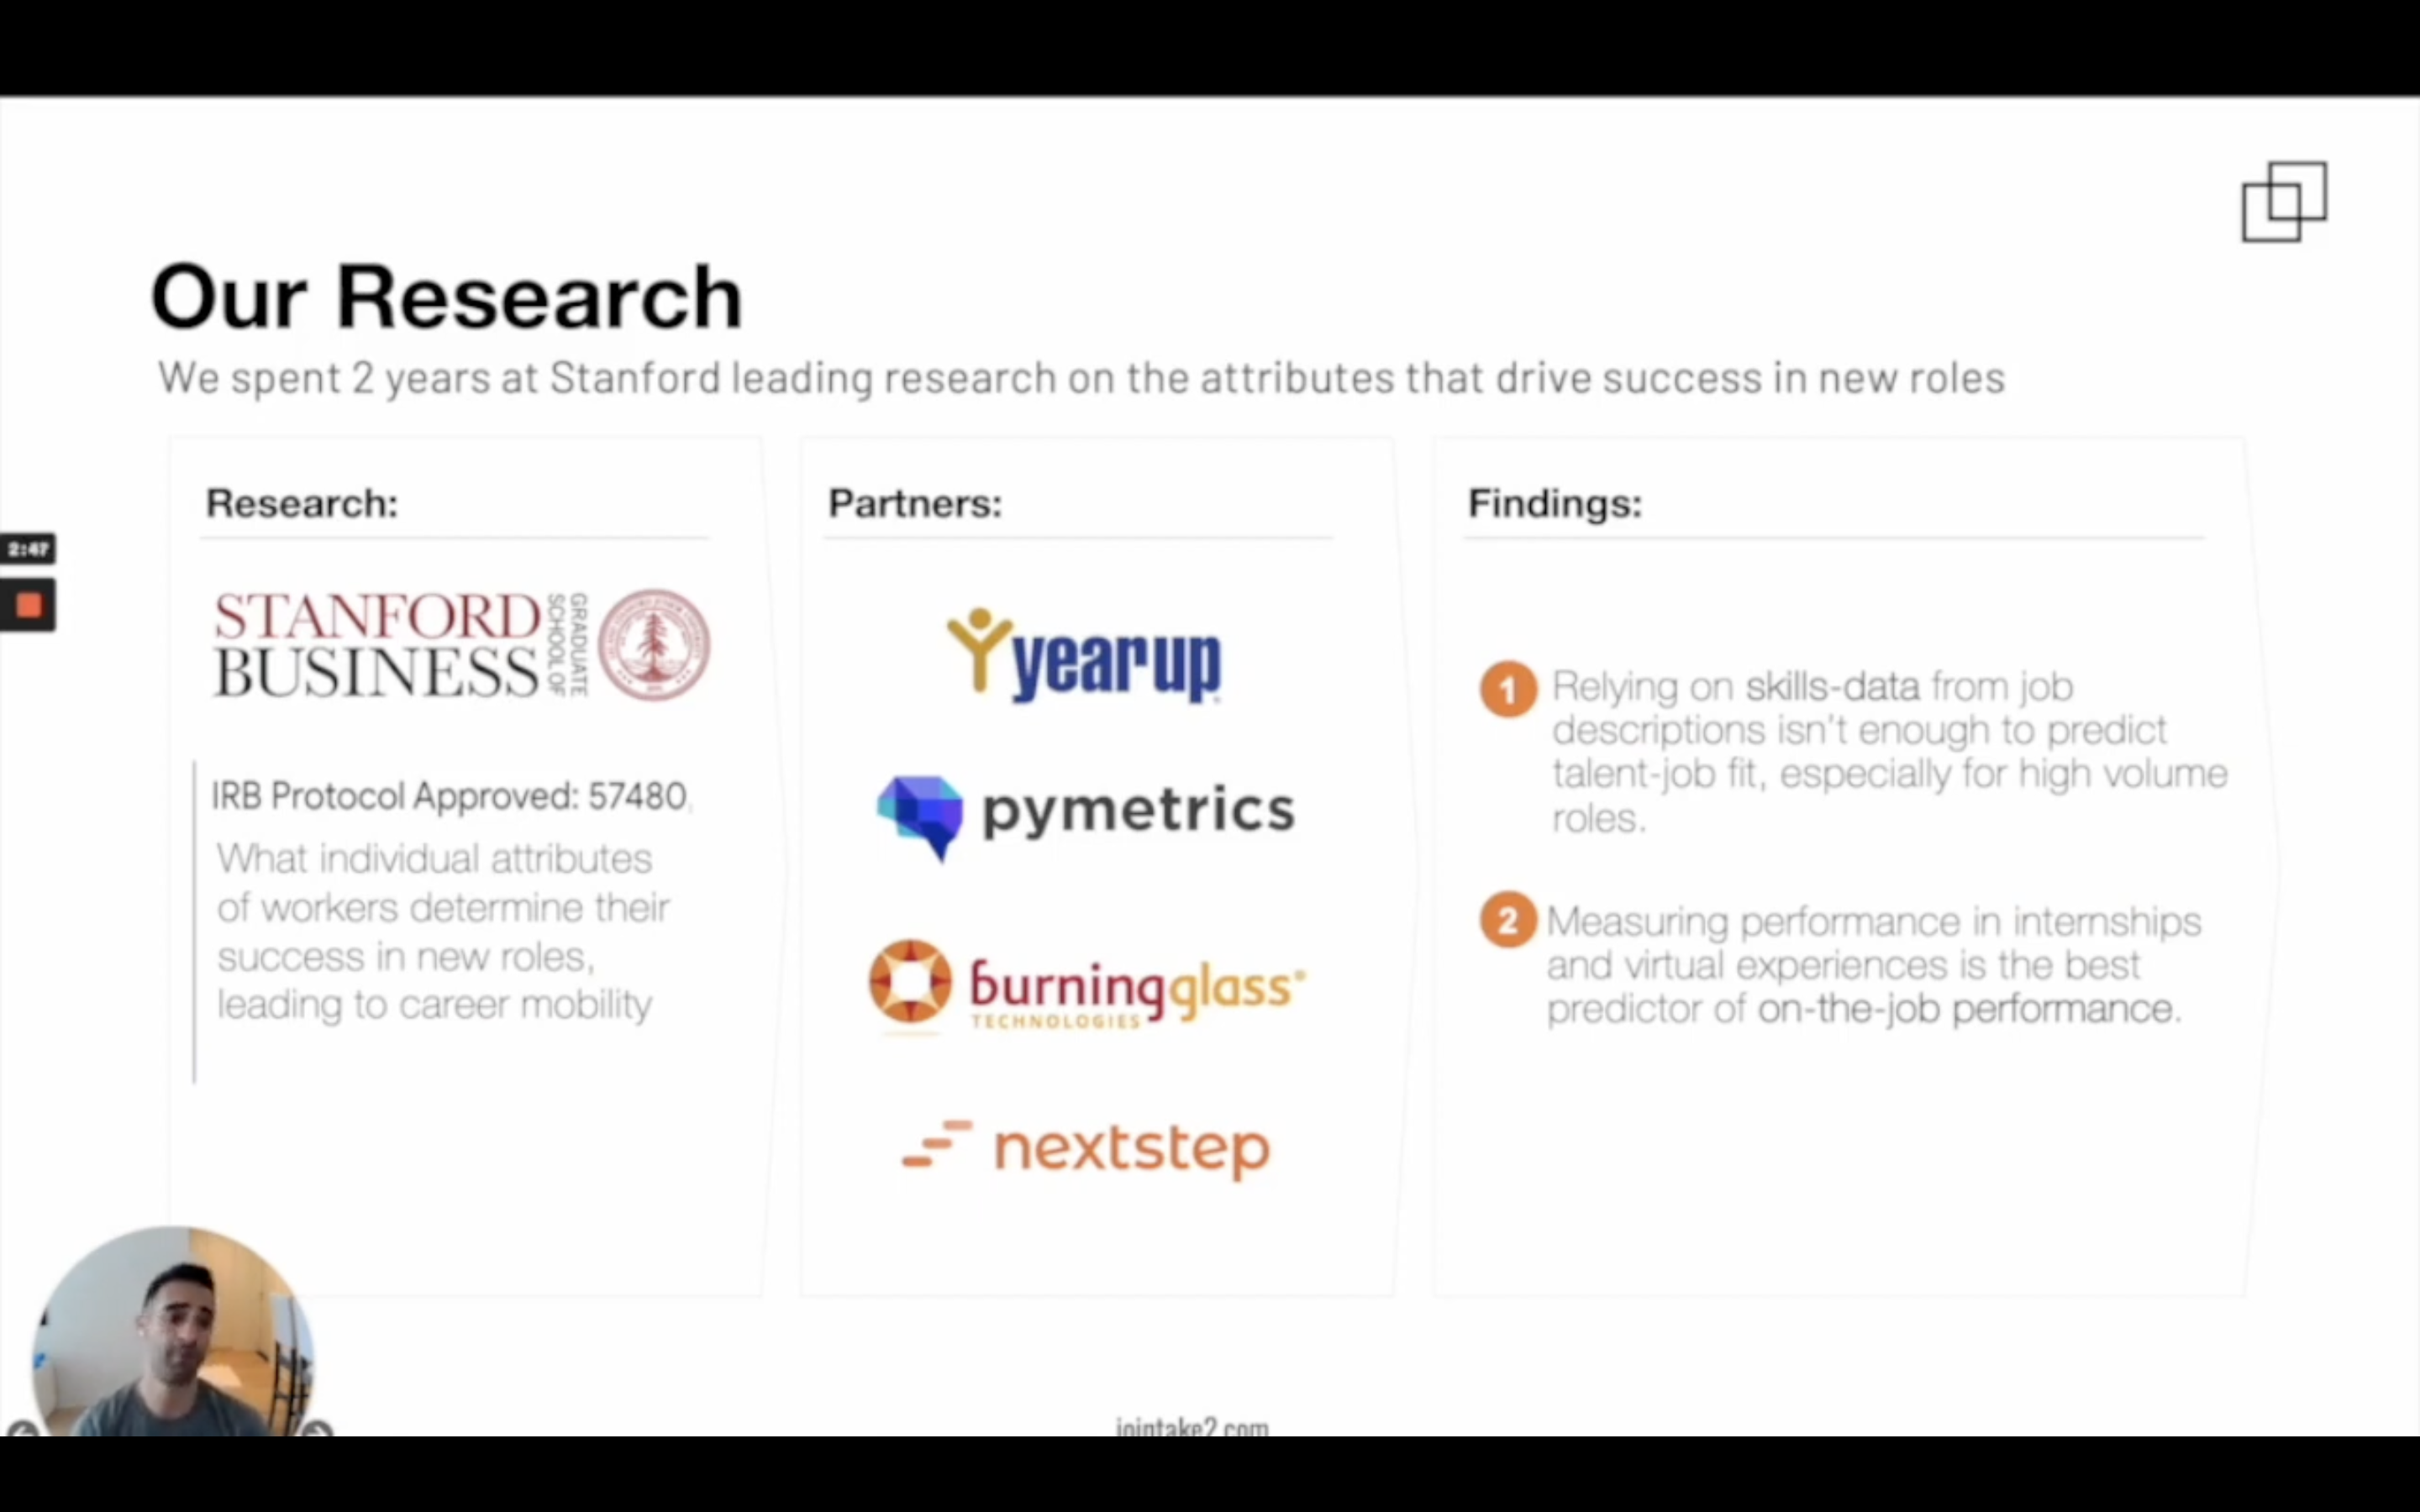 Our Research
We spent 2 years at Stanford leading research on the attributes that drive success in new roles
Research:
STANFORD
BUSINESS
GRADUATE
SCHOOL OF
IRB Protocol Approved: 57480,
What individual attributes
of workers determine their
success in new roles,
leading to career mobility
Partners:
year up
pymetrics
burningglass
TECHNOLOGIES
nextstep
Findings:
1 Relying on skills-data from job
descriptions isn't enough to predict
talent-job fit, especially for high volume
roles.
2 Measuring performance in internships
and virtual experiences is the best
predictor of on-the-job performance.
2:47
jointake2.com